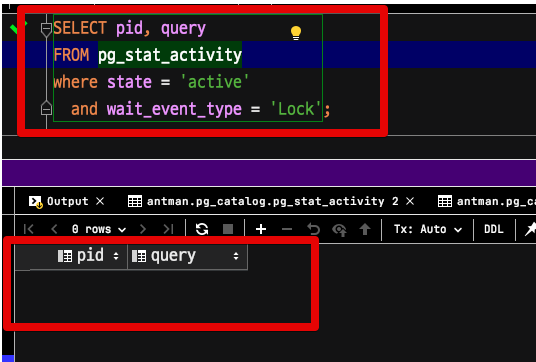 SELECT pid, query
FROM pg_stat_activity
where state = 'active'
and wait_event_type = 'Lock';
Output × antman.pg_catalog.pg_stat_activity 2 × antman.pg_ca
0 rows Tx: Auto DDL
pid query